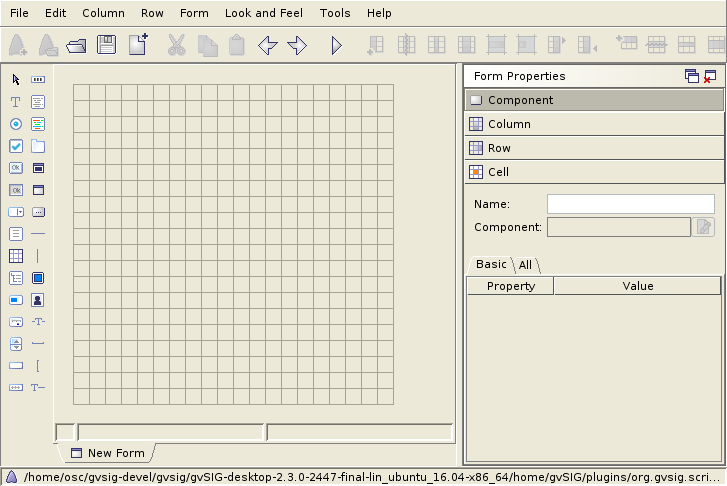 File Edit Column Row Form Look and Feel Tools Help
Form Properties
Component
Column
Row
Cell
Name:
Component:
Basic All
Property Value
New Form
/home/osc/gvsig-devel/gvsig/gvSIG-desktop-2.3.0-2447-final-lin_ubuntu_16.04-x86_64/home/gvSIG/plugins/org.gvsig.scri...